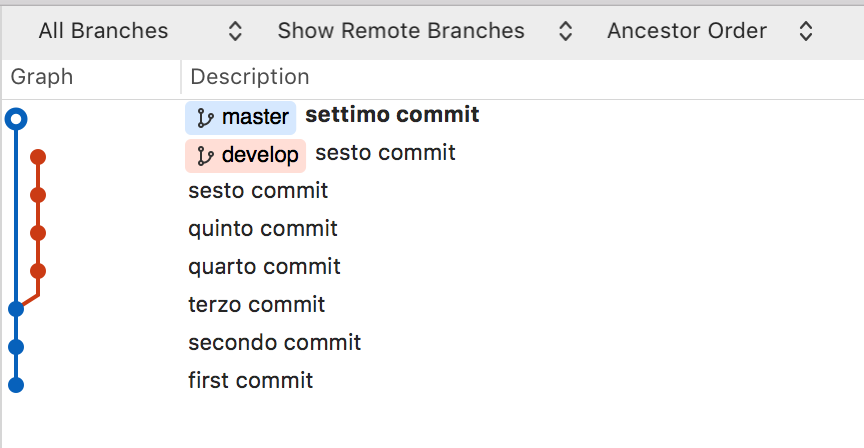 All Branches Show Remote Branches Ancestor Order
Graph Description
master settimo commit
develop sesto commit
sesto commit
quinto commit
quarto commit
terzo commit
secondo commit
first commit